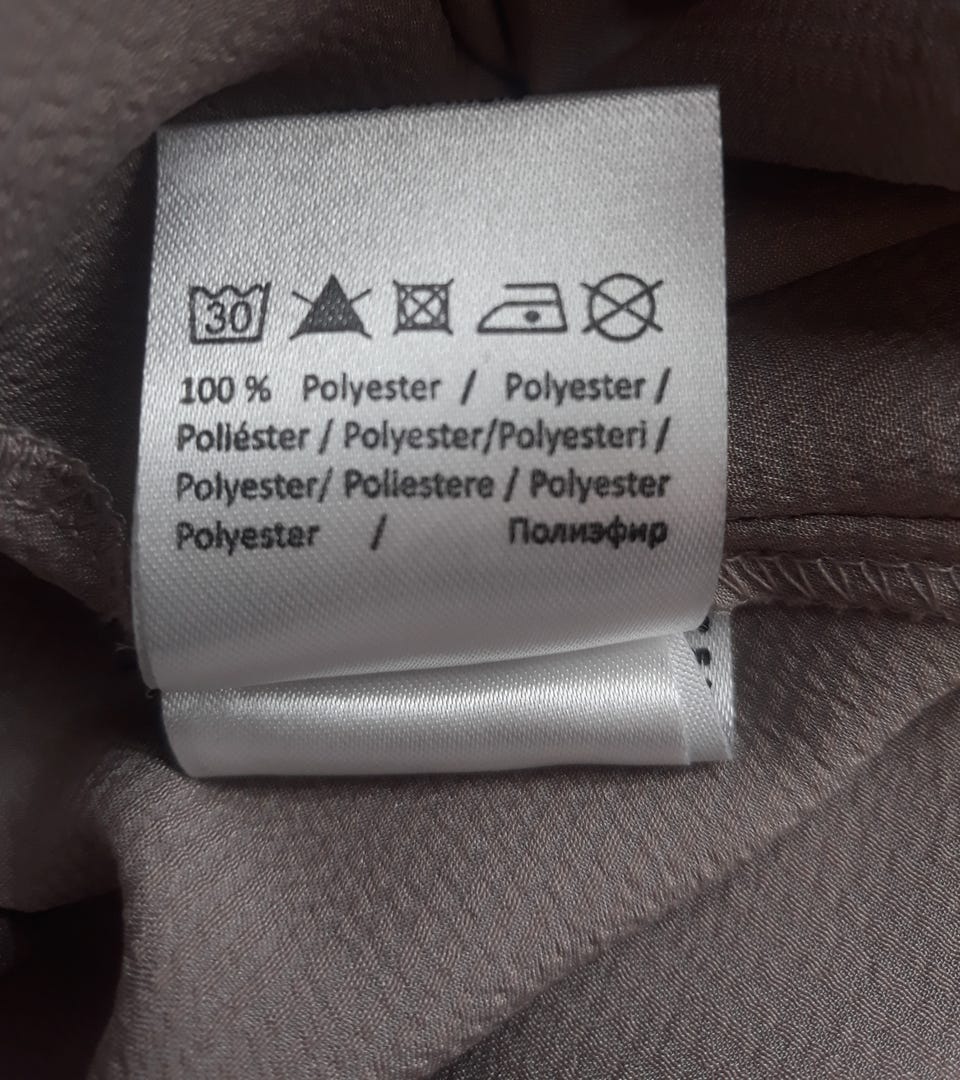 30
100 % Polyester / Polyester /
Poliéster / Polyester/Polyesteri /
Polyester/ Poliestere / Polyester
Polyester / Полиэфир